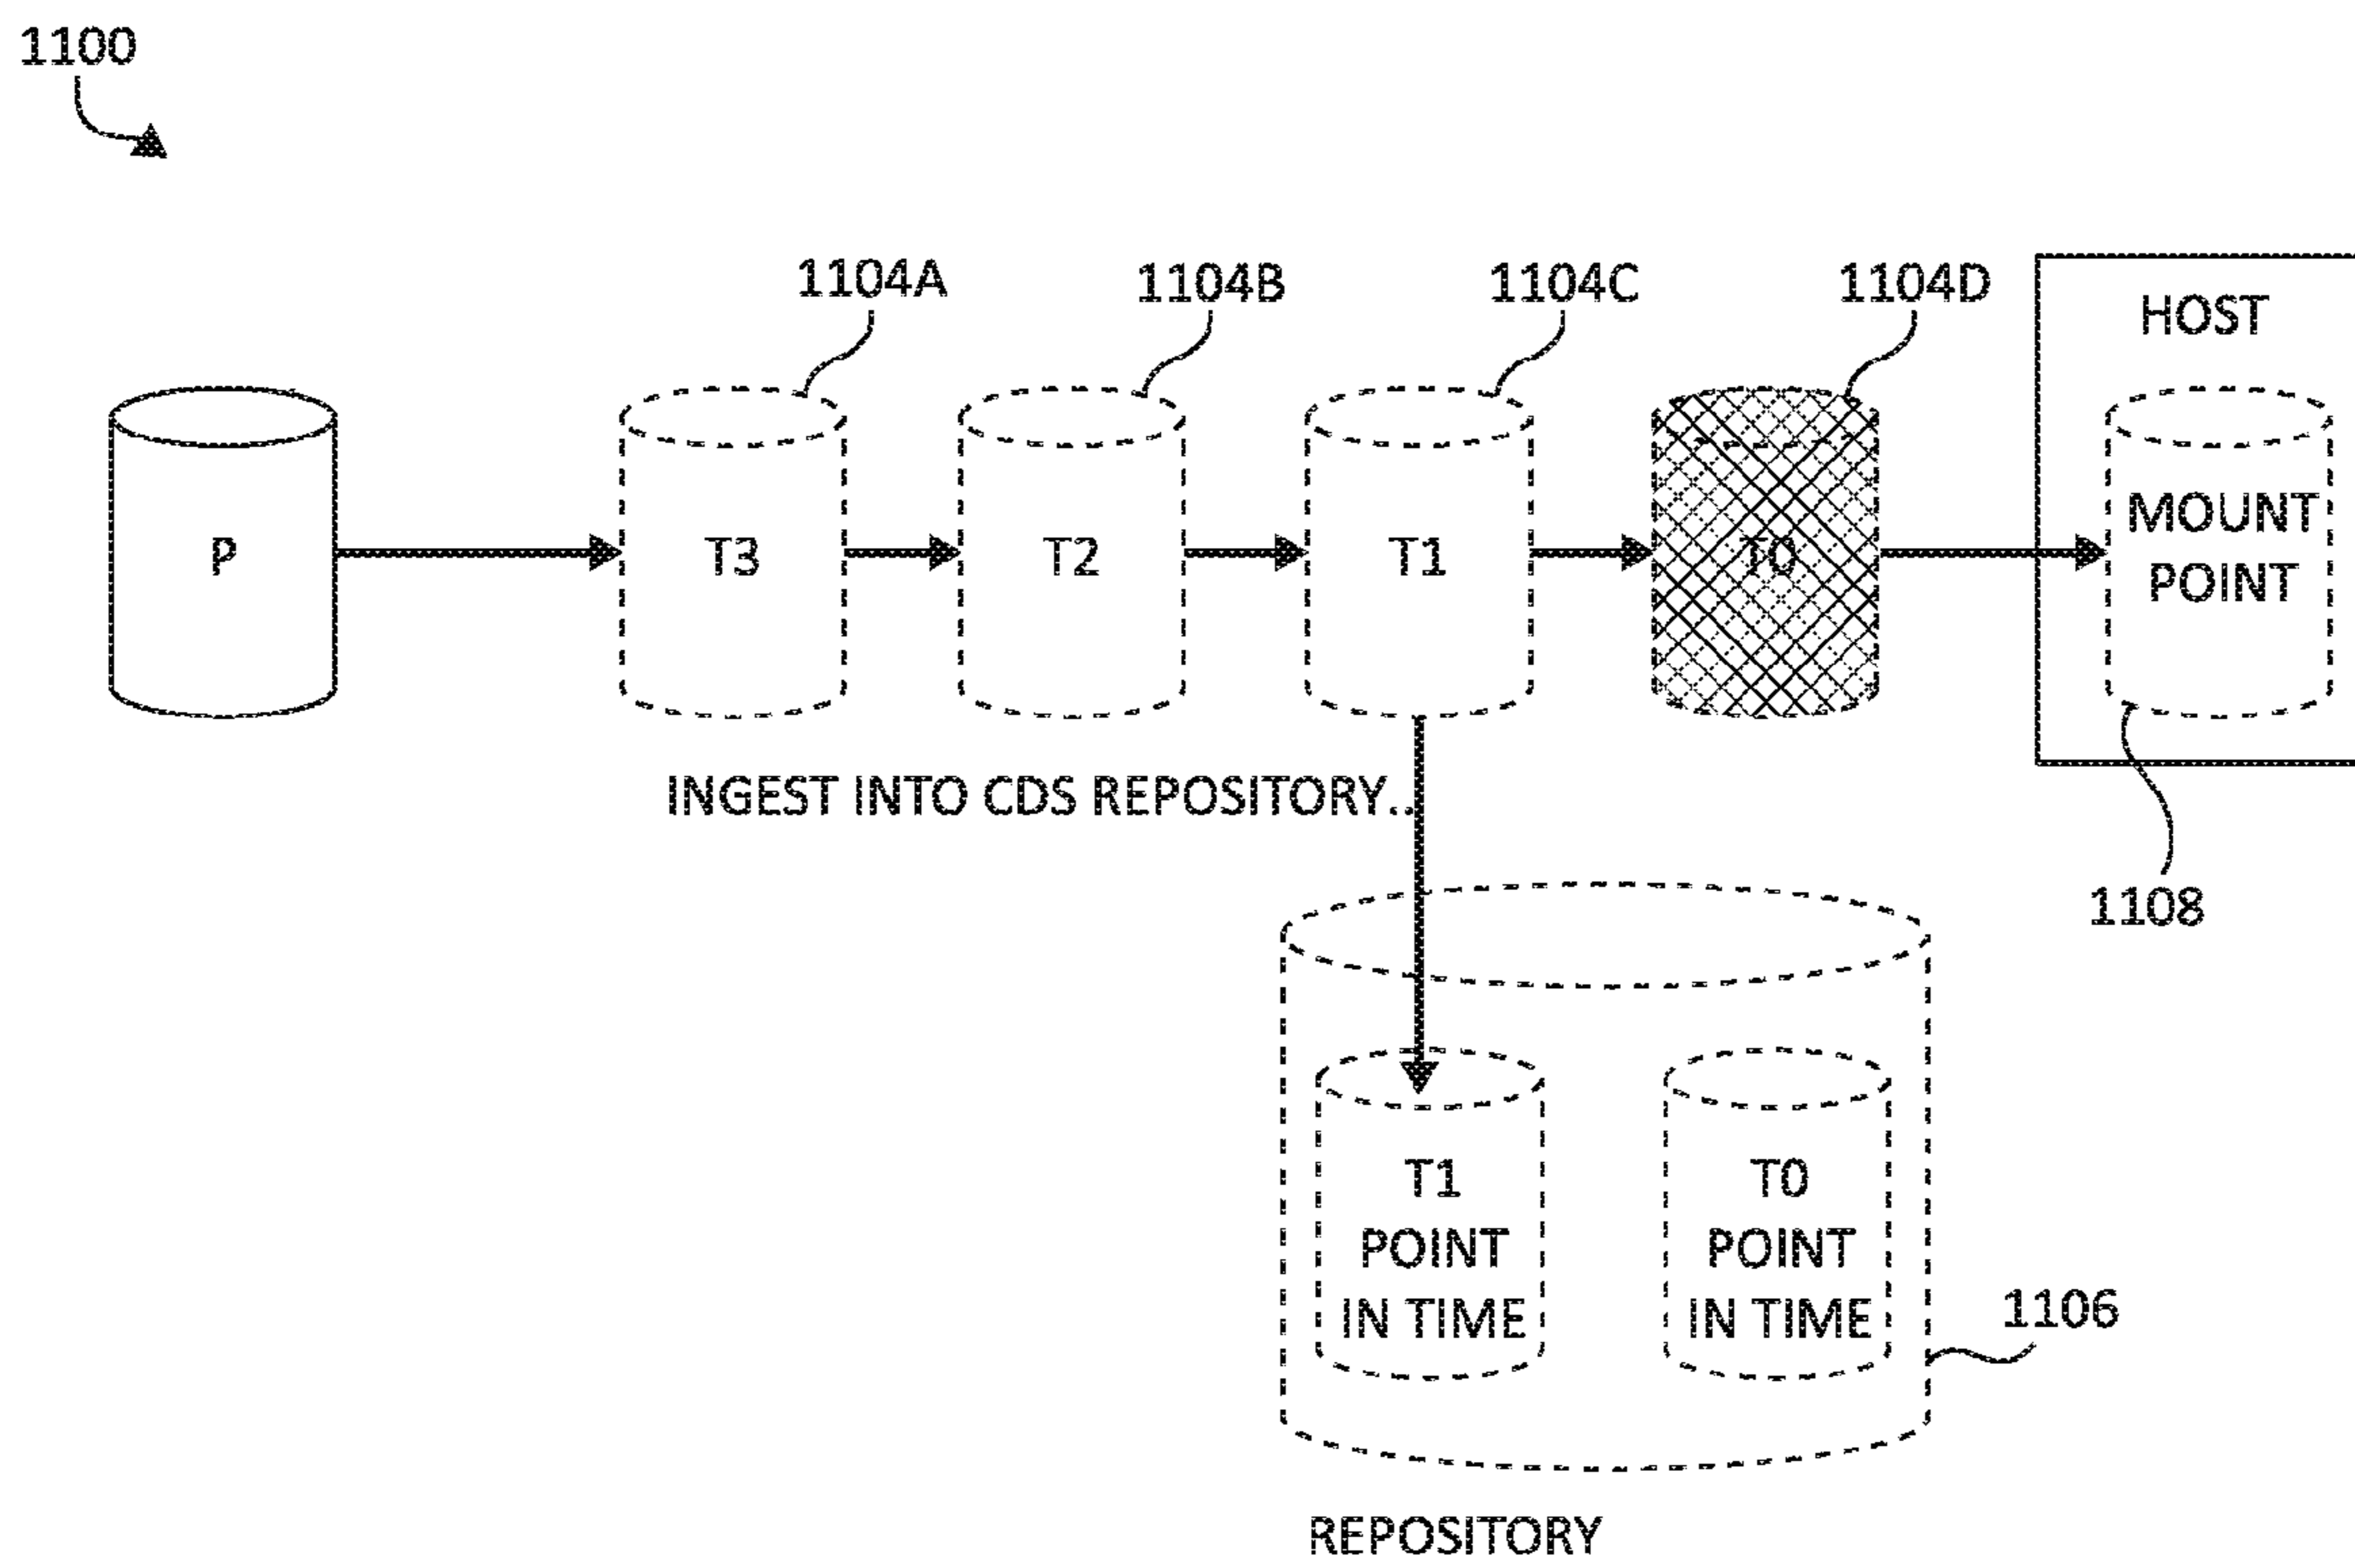 1100
1104A
1104B
1104C
1104D
HOST
P
T3
T2
T1
T0
MOUNT
POINT
INGEST INTO CDS REPOSITORY..
1108
T1
POINT
IN TIME
T0
POINT
IN TIME
1106
REPOSITORY